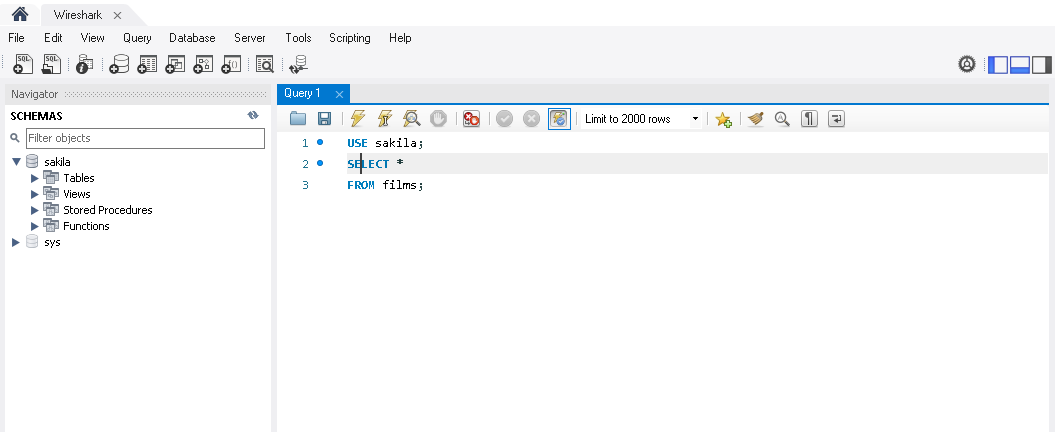 Wireshark
File Edit View Query Database Server Tools Scripting Help
Navigator
SCHEMAS
Filter objects
sakila
Tables
Views
Stored Procedures
Functions
sys
Query 1
Limit to 2000 rows
1 USE sakila;
2 SELECT *
3 FROM films;